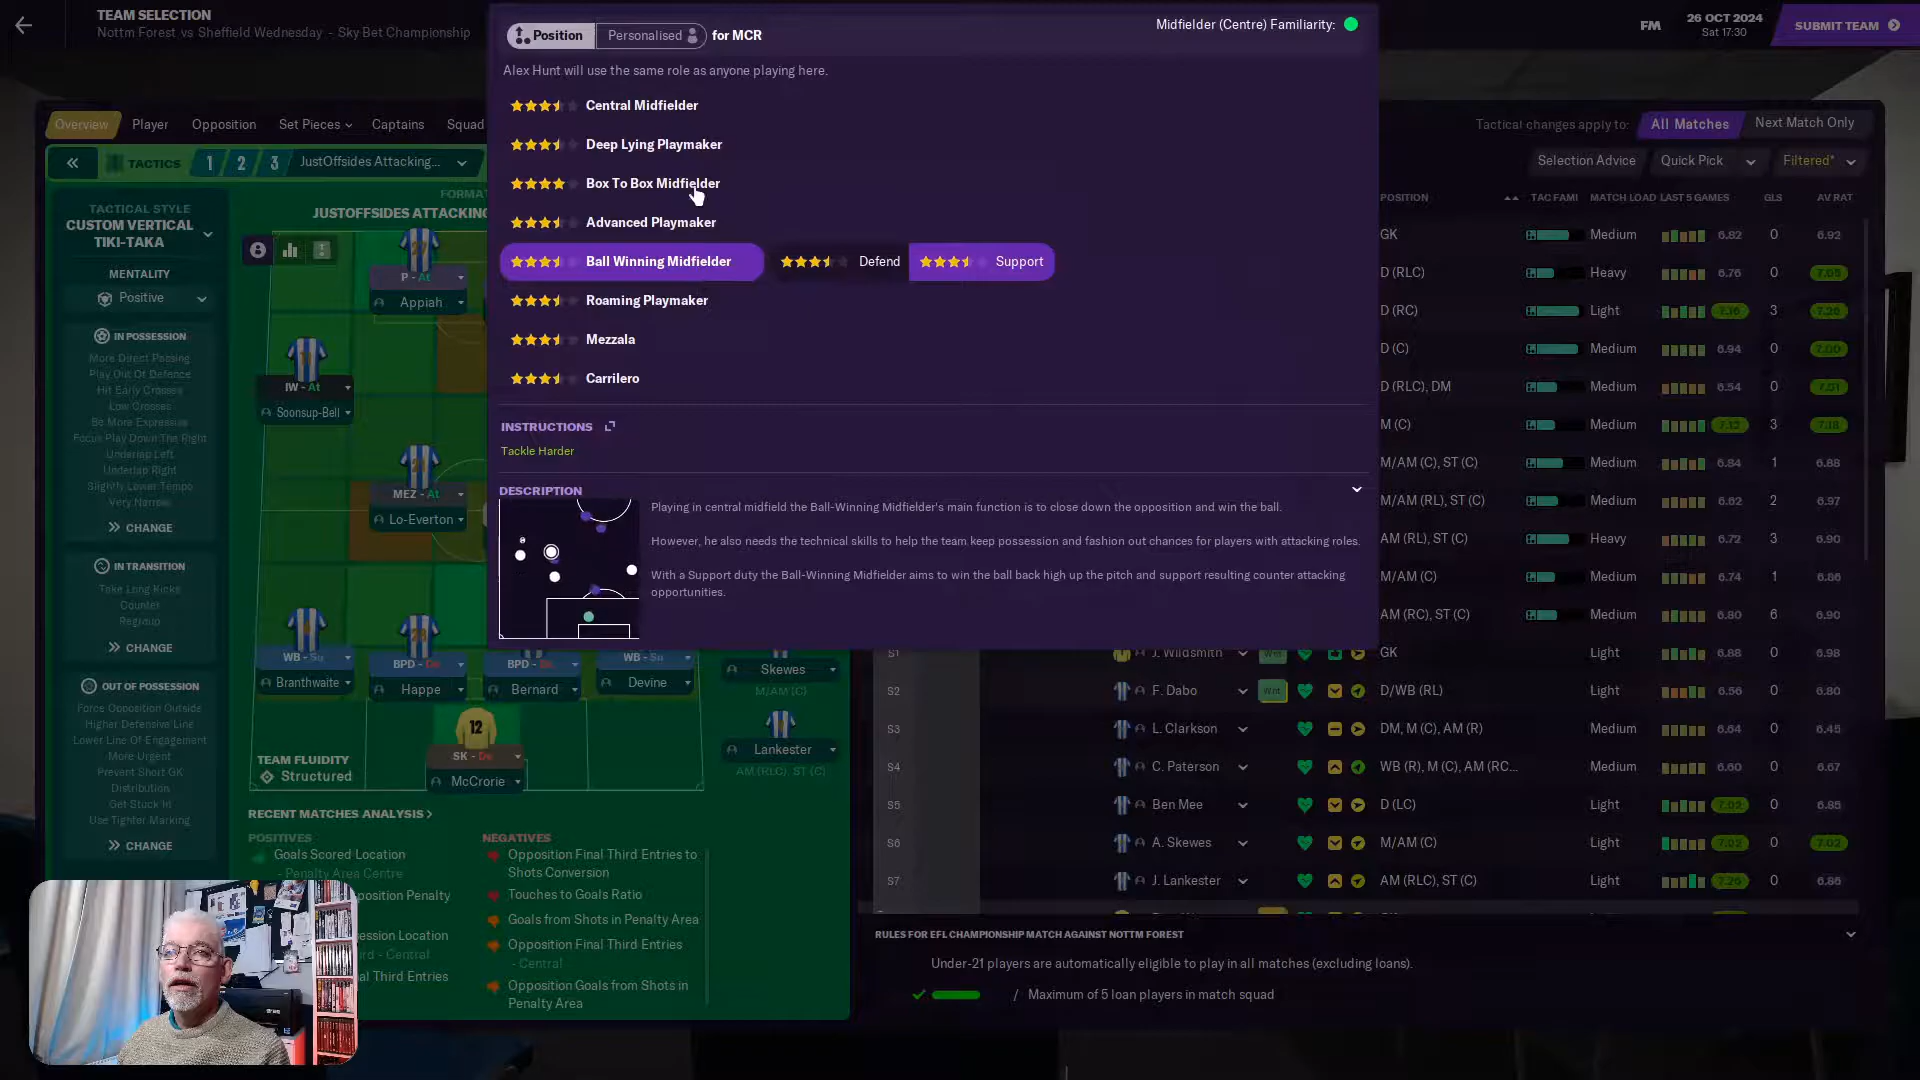 TEAM SELECTION
Nottm Forest vs Sheffield Wednesday - Sky Bet Championship
FM
26 OCT 2024
Sat 17:30
SUBMIT TEAM
Position
Personalised
for MCR
Midfielder (Centre) Familiarity:
Alex Hunt will use the same role as anyone playing here.
Central Midfielder
Deep Lying Playmaker
Box To Box Midfielder
Advanced Playmaker
Ball Winning Midfielder
Defend
Support
Roaming Playmaker
Mezzala
Carrilero
INSTRUCTIONS
Tackle Harder
DESCRIPTION
Playing in central midfield the Ball-Winning Midfielder's main function is to close down the opposition and win the ball.
However, he also needs the technical skills to help the team keep possession and fashion out chances for players with attacking roles.
With a Support duty the Ball-Winning Midfielder aims to win the ball back high up the pitch and support resulting counter attacking
opportunities.
Overview
Player
Opposition
Set Pieces
Captains
Squad
Tactical changes apply to:
All Matches
Next Match Only
TACTICS
1
2
3
JustOffsides Attacking...
Selection Advice
Quick Pick
Filtered*
TACTICAL STYLE
CUSTOM VERTICAL
TIKI-TAKA
MENTALITY
Positive
IN POSSESSION
More Direct Passing
Play Out Of Defence
Hit Early Crosses
Low Crosses
Be More Expressive
Focus Play Down The Right
Underlap Left
Underlap Right
Slightly Lower Tempo
Very Narrow
CHANGE
IN TRANSITION
Take Long Kicks
Counter
Regroup
CHANGE
OUT OF POSSESSION
Force Opposition Outside
Higher Defensive Line
Lower Line Of Engagement
More Urgent
Prevent Short GK
Distribution
Get Stuck In
Use Tighter Marking
CHANGE
JUSTOFFSIDES ATTACKING
P - At
Appiah
IW - At
Soonsup-Bell
MEZ - At
Lo-Everton
WB - Su
Branthwaite
BPD - De
Happe
BPD - De
Bernard
WB - Su
Devine
12
SK - De
McCrorie
TEAM FLUIDITY
Structured
Skewes
M/AM (C)
Lankester
AM (RLC), ST (C)
RECENT MATCHES ANALYSIS
POSITIVES
Goals Scored Location
- Penalty Area Centre
position Penalty
ession Location
rd - Central
al Third Entries
NEGATIVES
Opposition Final Third Entries to
Shots Conversion
Touches to Goals Ratio
Goals from Shots in Penalty Area
Opposition Final Third Entries
- Central
Opposition Goals from Shots in
Penalty Area
POSITION TAC FAMI MATCH LOAD LAST 5 GAMES GLS AV RAT
GK Medium 6.82 0 6.92
D (RLC) Heavy 6.76 0 7.05
D (RC) Light 7.16 3 7.26
D (C) Medium 6.94 0 7.00
D (RLC), DM Medium 6.54 0 7.01
M (C) Medium 7.12 3 7.18
M/AM (C), ST (C) Medium 6.84 1 6.88
M/AM (RL), ST (C) Medium 6.62 2 6.97
AM (RL), ST (C) Heavy 6.72 3 6.90
M/AM (C) Medium 6.74 1 6.86
AM (RC), ST (C) Medium 6.80 6 6.90
S1 J. Wildsmith GK Light 6.88 0 6.98
S2 F. Dabo Wnt D/WB (RL) Light 6.56 0 6.80
S3 L. Clarkson DM, M (C), AM (R) Medium 6.94 0 6.45
S4 C. Paterson WB (R), M (C), AM (RC... Medium 6.60 0 6.67
S5 Ben Mee D (LC) Light 7.02 0 6.85
S6 A. Skewes M/AM (C) Light 7.02 0 7.02
S7 J. Lankester AM (RLC), ST (C) Light 7.26 0 6.86
RULES FOR EFL CHAMPIONSHIP MATCH AGAINST NOTTM FOREST
Under-21 players are automatically eligible to play in all matches (excluding loans).
/ Maximum of 5 loan players in match squad